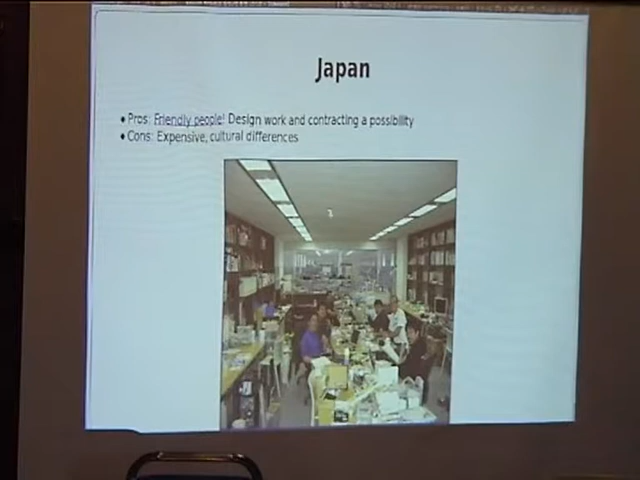 Japan
• Pros: Friendly people! Design work and contracting a possibility
• Cons: Expensive, cultural differences